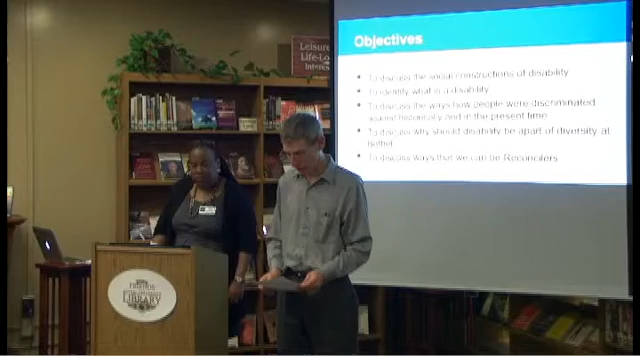 Objectives
To discuss the social constructions of disability
To identify what is a disability
To discuss the ways how people were discriminated
against historically and in the present time
To discuss why should disability be apart of diversity at
Bethel
To discuss ways that we can be Reconcilers
Leisure
Life-Long
Interest
FRIENDS
LIBRARY